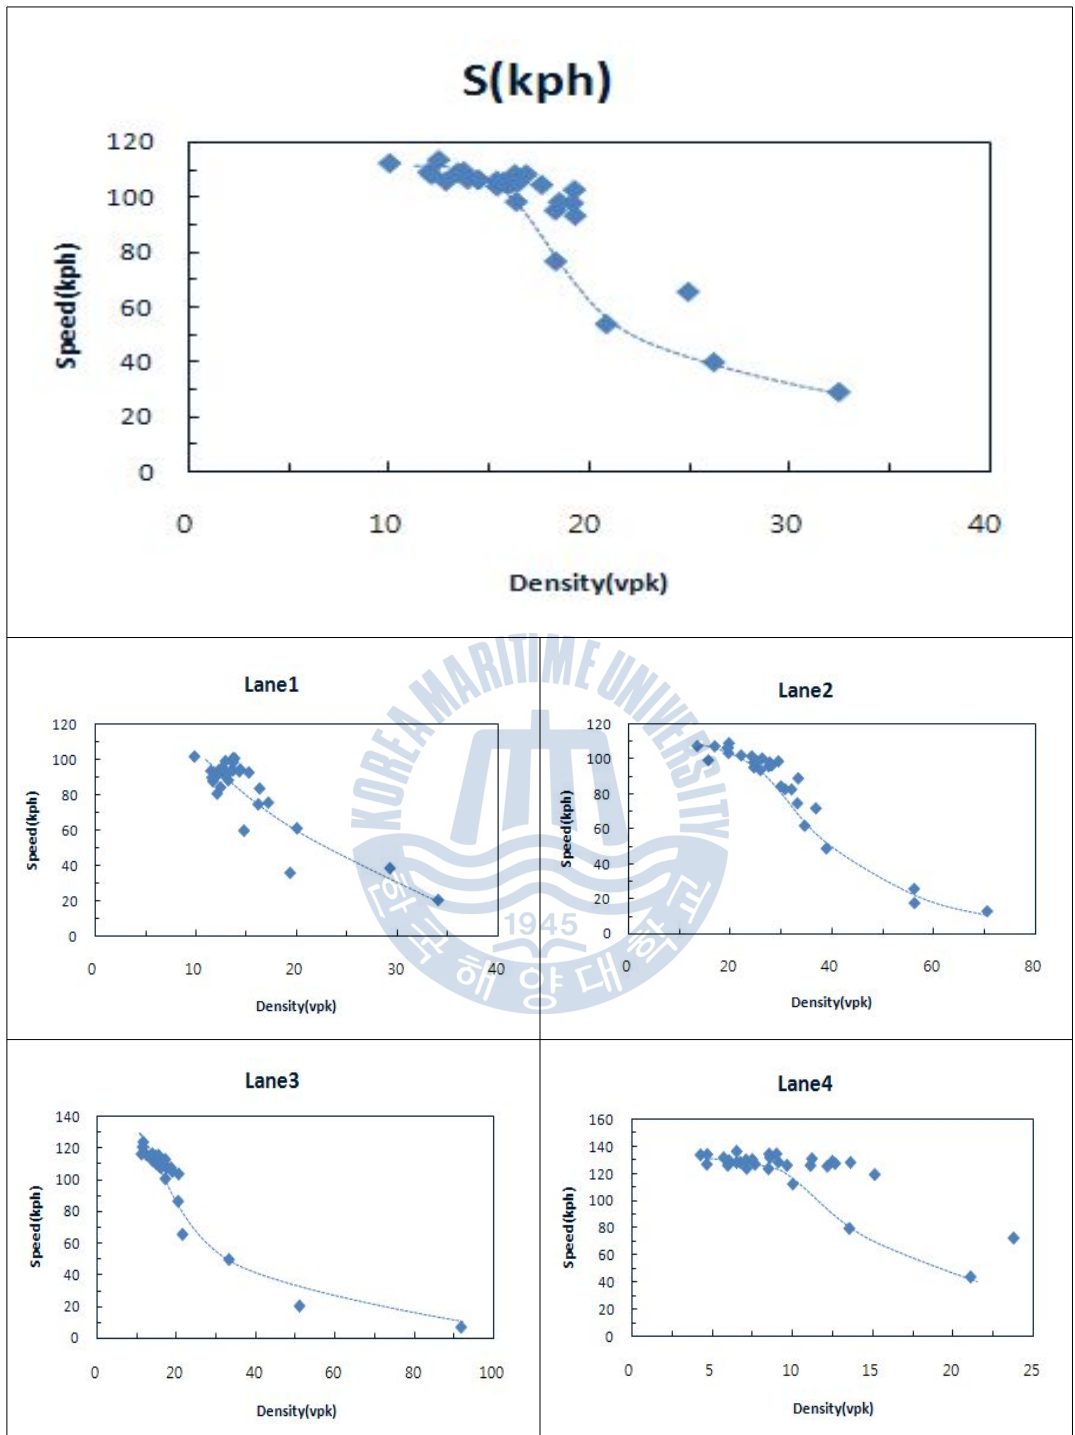 S(kph)
120
100
80
60
40
20
0
Speed(kph)
0 10 20 30 40
Density(vpk)
Lane1
120
100
80
60
40
20
0
Speed(kph)
0 10 20 30 40
Density(vpk)
Lane2
120
100
80
60
40
20
0
Speed(kph)
0 20 40 60 80
Density(vpk)
KOREA MARITIME UNIVERSITY
1945
한국해양대학교
Lane3
140
120
100
80
60
40
20
0
Speed(kph)
0 20 40 60 80 100
Density(vpk)
Lane4
160
140
120
100
80
60
40
20
0
Speed(kph)
0 5 10 15 20 25
Density(vpk)